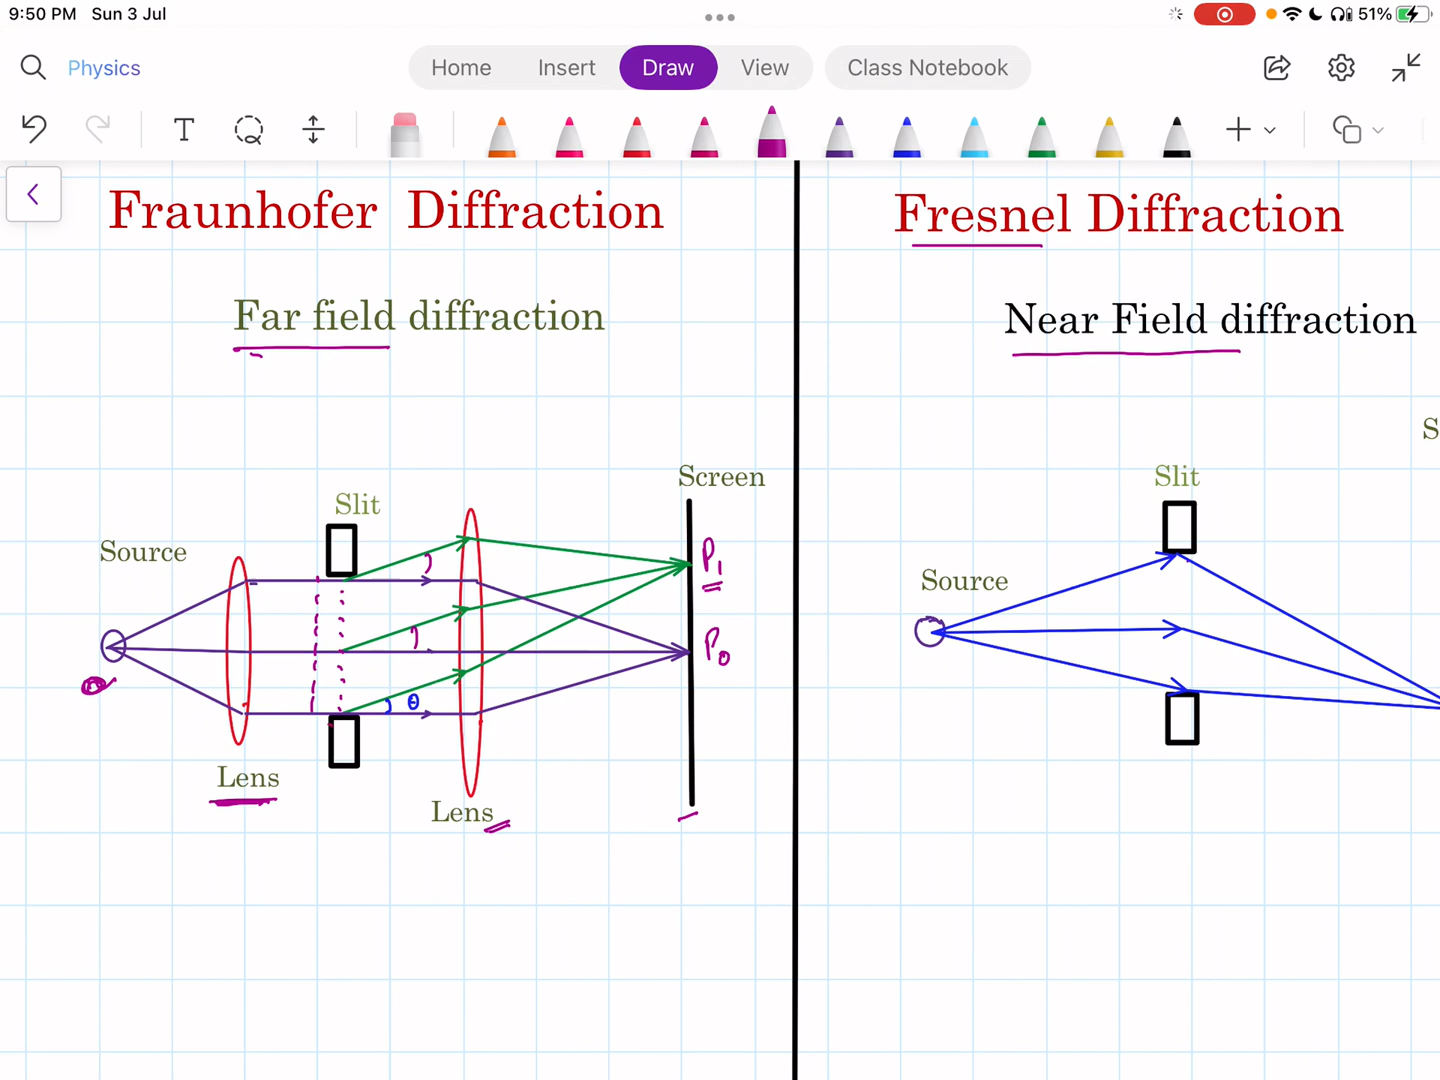 9:50 PM Sun 3 Jul
51%
Physics
Home Insert Draw View Class Notebook
T
Fraunhofer Diffraction
Far field diffraction
Source
Slit
Screen
P₁
P₀
θ
Lens
Lens
Fresnel Diffraction
Near Field diffraction
S
Slit
Source